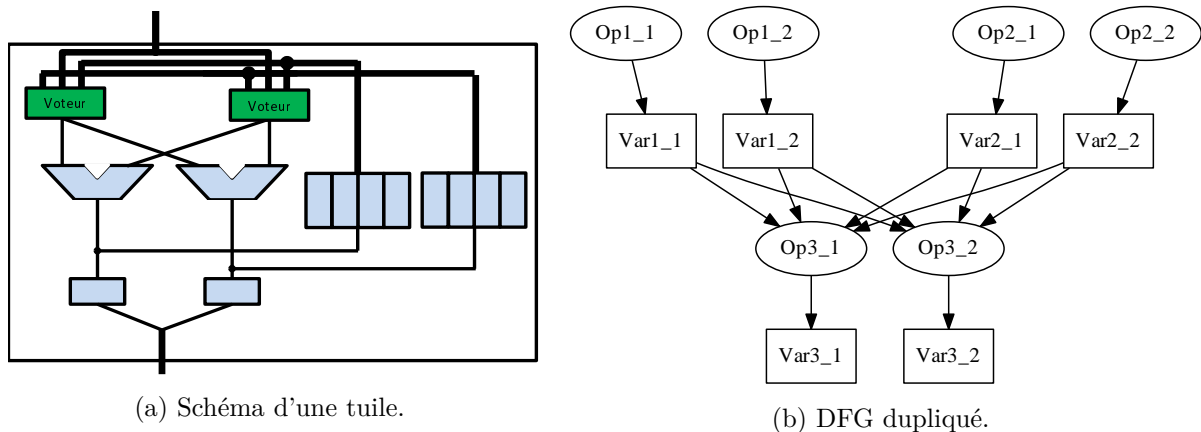 Voteur
Voteur
(a) Schéma d'une tuile.
Op1_1 Op1_2 Op2_1 Op2_2
Var1_1 Var1_2 Var2_1 Var2_2
Op3_1 Op3_2
Var3_1 Var3_2
(b) DFG dupliqué.